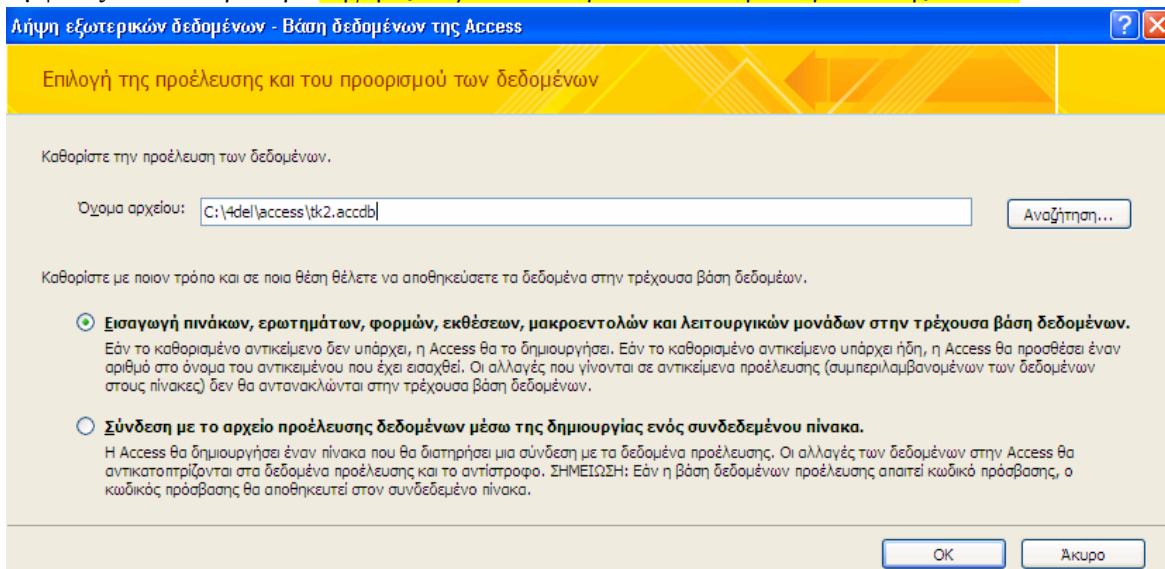 Λήψη εξωτερικών δεδομένων - Βάση δεδομένων της Access
Επιλογή της προέλευσης και του προορισμού των δεδομένων
Καθορίστε την προέλευση των δεδομένων.
Όνομα αρχείου: C:\4del\access\tk2.accdb Αναζήτηση...
Καθορίστε με ποιον τρόπο και σε ποια θέση θέλετε να αποθηκεύσετε τα δεδομένα στην τρέχουσα βάση δεδομέων.
Εισαγωγή πινάκων, ερωτημάτων, φορμών, εκθέσεων, μακροεντολών και λειτουργικών μονάδων στην τρέχουσα βάση δεδομένων.
Εάν το καθορισμένο αντικείμενο δεν υπάρχει, η Access θα το δημιουργήσει. Εάν το καθορισμένο αντικείμενο υπάρχει ήδη, η Access θα προσθέσει έναν
αριθμό στο όνομα του αντικειμένου που έχει εισαχθεί. Οι αλλαγές που γίνονται σε αντικείμενα προέλευσης (συμπεριλαμβανομένων των δεδομένων
στους πίνακες) δεν θα αντανακλώνται στην τρέχουσα βάση δεδομένων.
Σύνδεση με το αρχείο προέλευσης δεδομένων μέσω της δημιουργίας ενός συνδεδεμένου πίνακα.
Η Access θα δημιουργήσει έναν πίνακα που θα διατηρήσει μια σύνδεση με τα δεδομένα προέλευσης. Οι αλλαγές των δεδομένων στην Access θα
αντικατοπτρίζονται στα δεδομένα προέλευσης και το αντίστροφο. ΣΗΜΕΙΩΣΗ: Εάν η βάση δεδομένων προέλευσης απαιτεί κωδικό πρόσβασης, ο
κωδικός πρόσβασης θα αποθηκευτεί στον συνδεδεμένο πίνακα.
OK Άκυρο